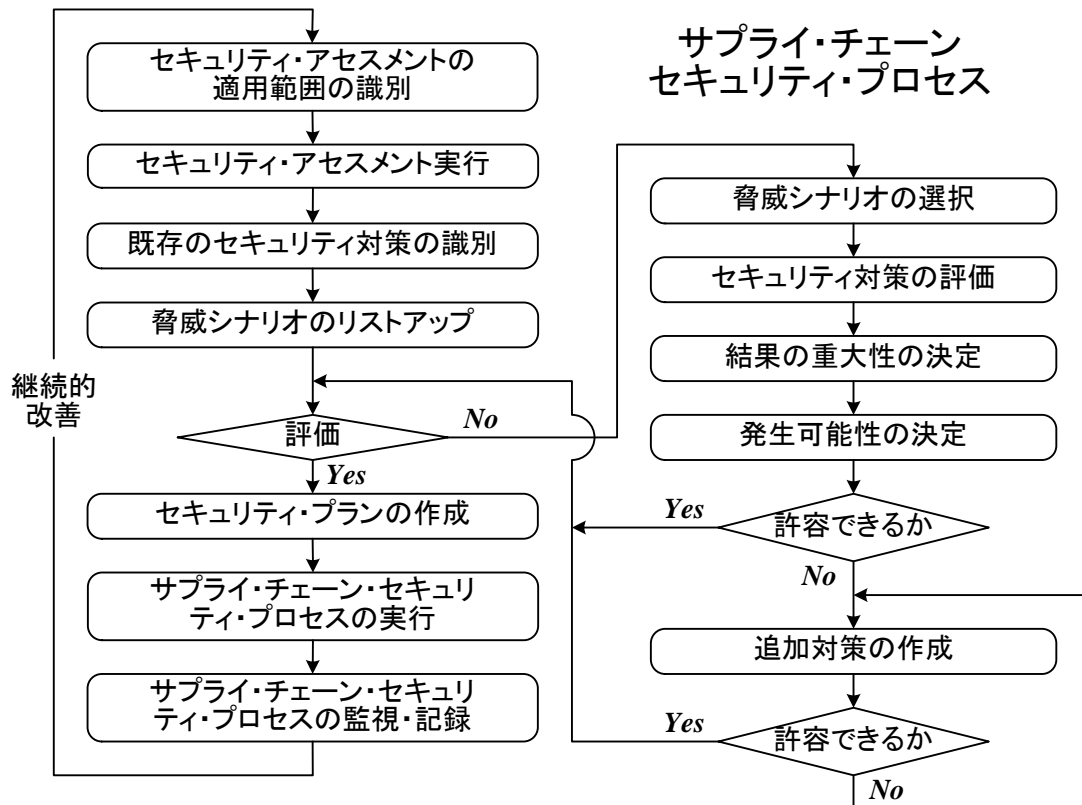 サプライ・チェーン
セキュリティ・プロセス
セキュリティ・アセスメントの
適用範囲の識別
セキュリティ・アセスメント実行
既存のセキュリティ対策の識別
脅威シナリオのリストアップ
継続的
改善
評価
No
Yes
セキュリティ・プランの作成
サプライ・チェーン・セキュリ
ティ・プロセスの実行
サプライ・チェーン・セキュリ
ティ・プロセスの監視・記録
脅威シナリオの選択
セキュリティ対策の評価
結果の重大性の決定
発生可能性の決定
許容できるか
Yes
No
追加対策の作成
許容できるか
Yes
No